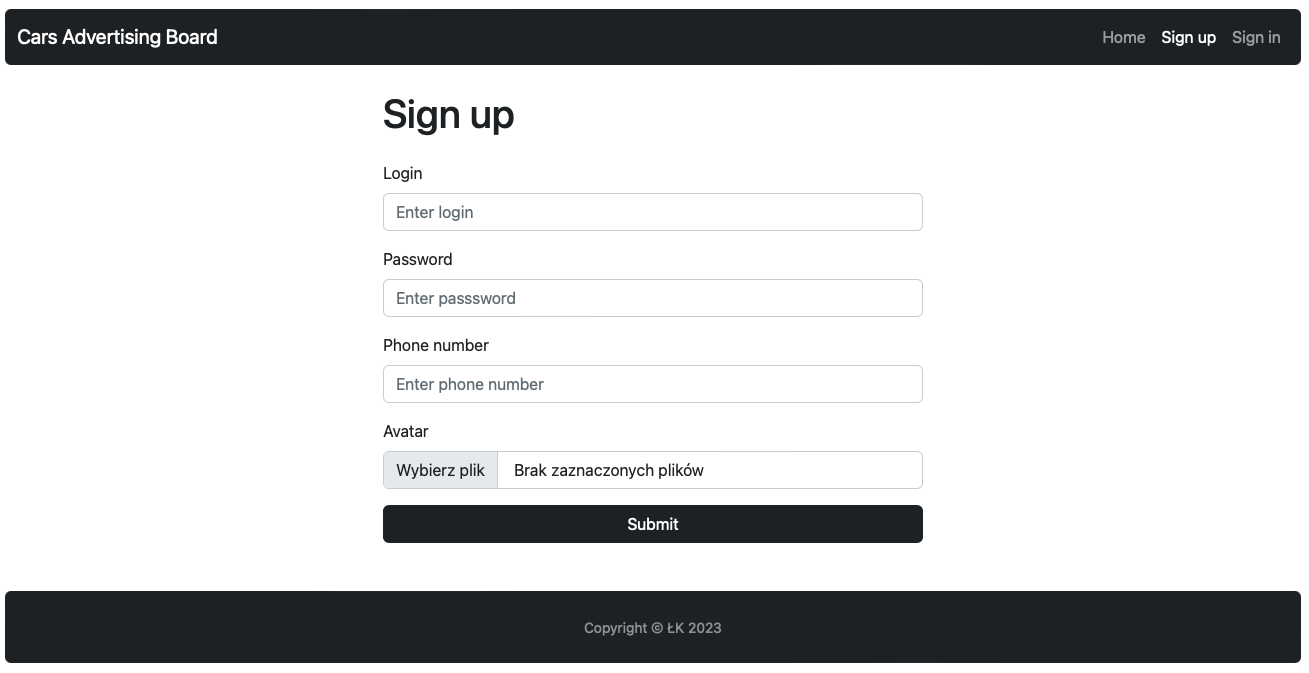 Cars Advertising Board Home Sign up Sign in
Sign up
Login
Enter login
Password
Enter passsword
Phone number
Enter phone number
Avatar
Wybierz plik Brak zaznaczonych plików
Submit
Copyright © ŁK 2023